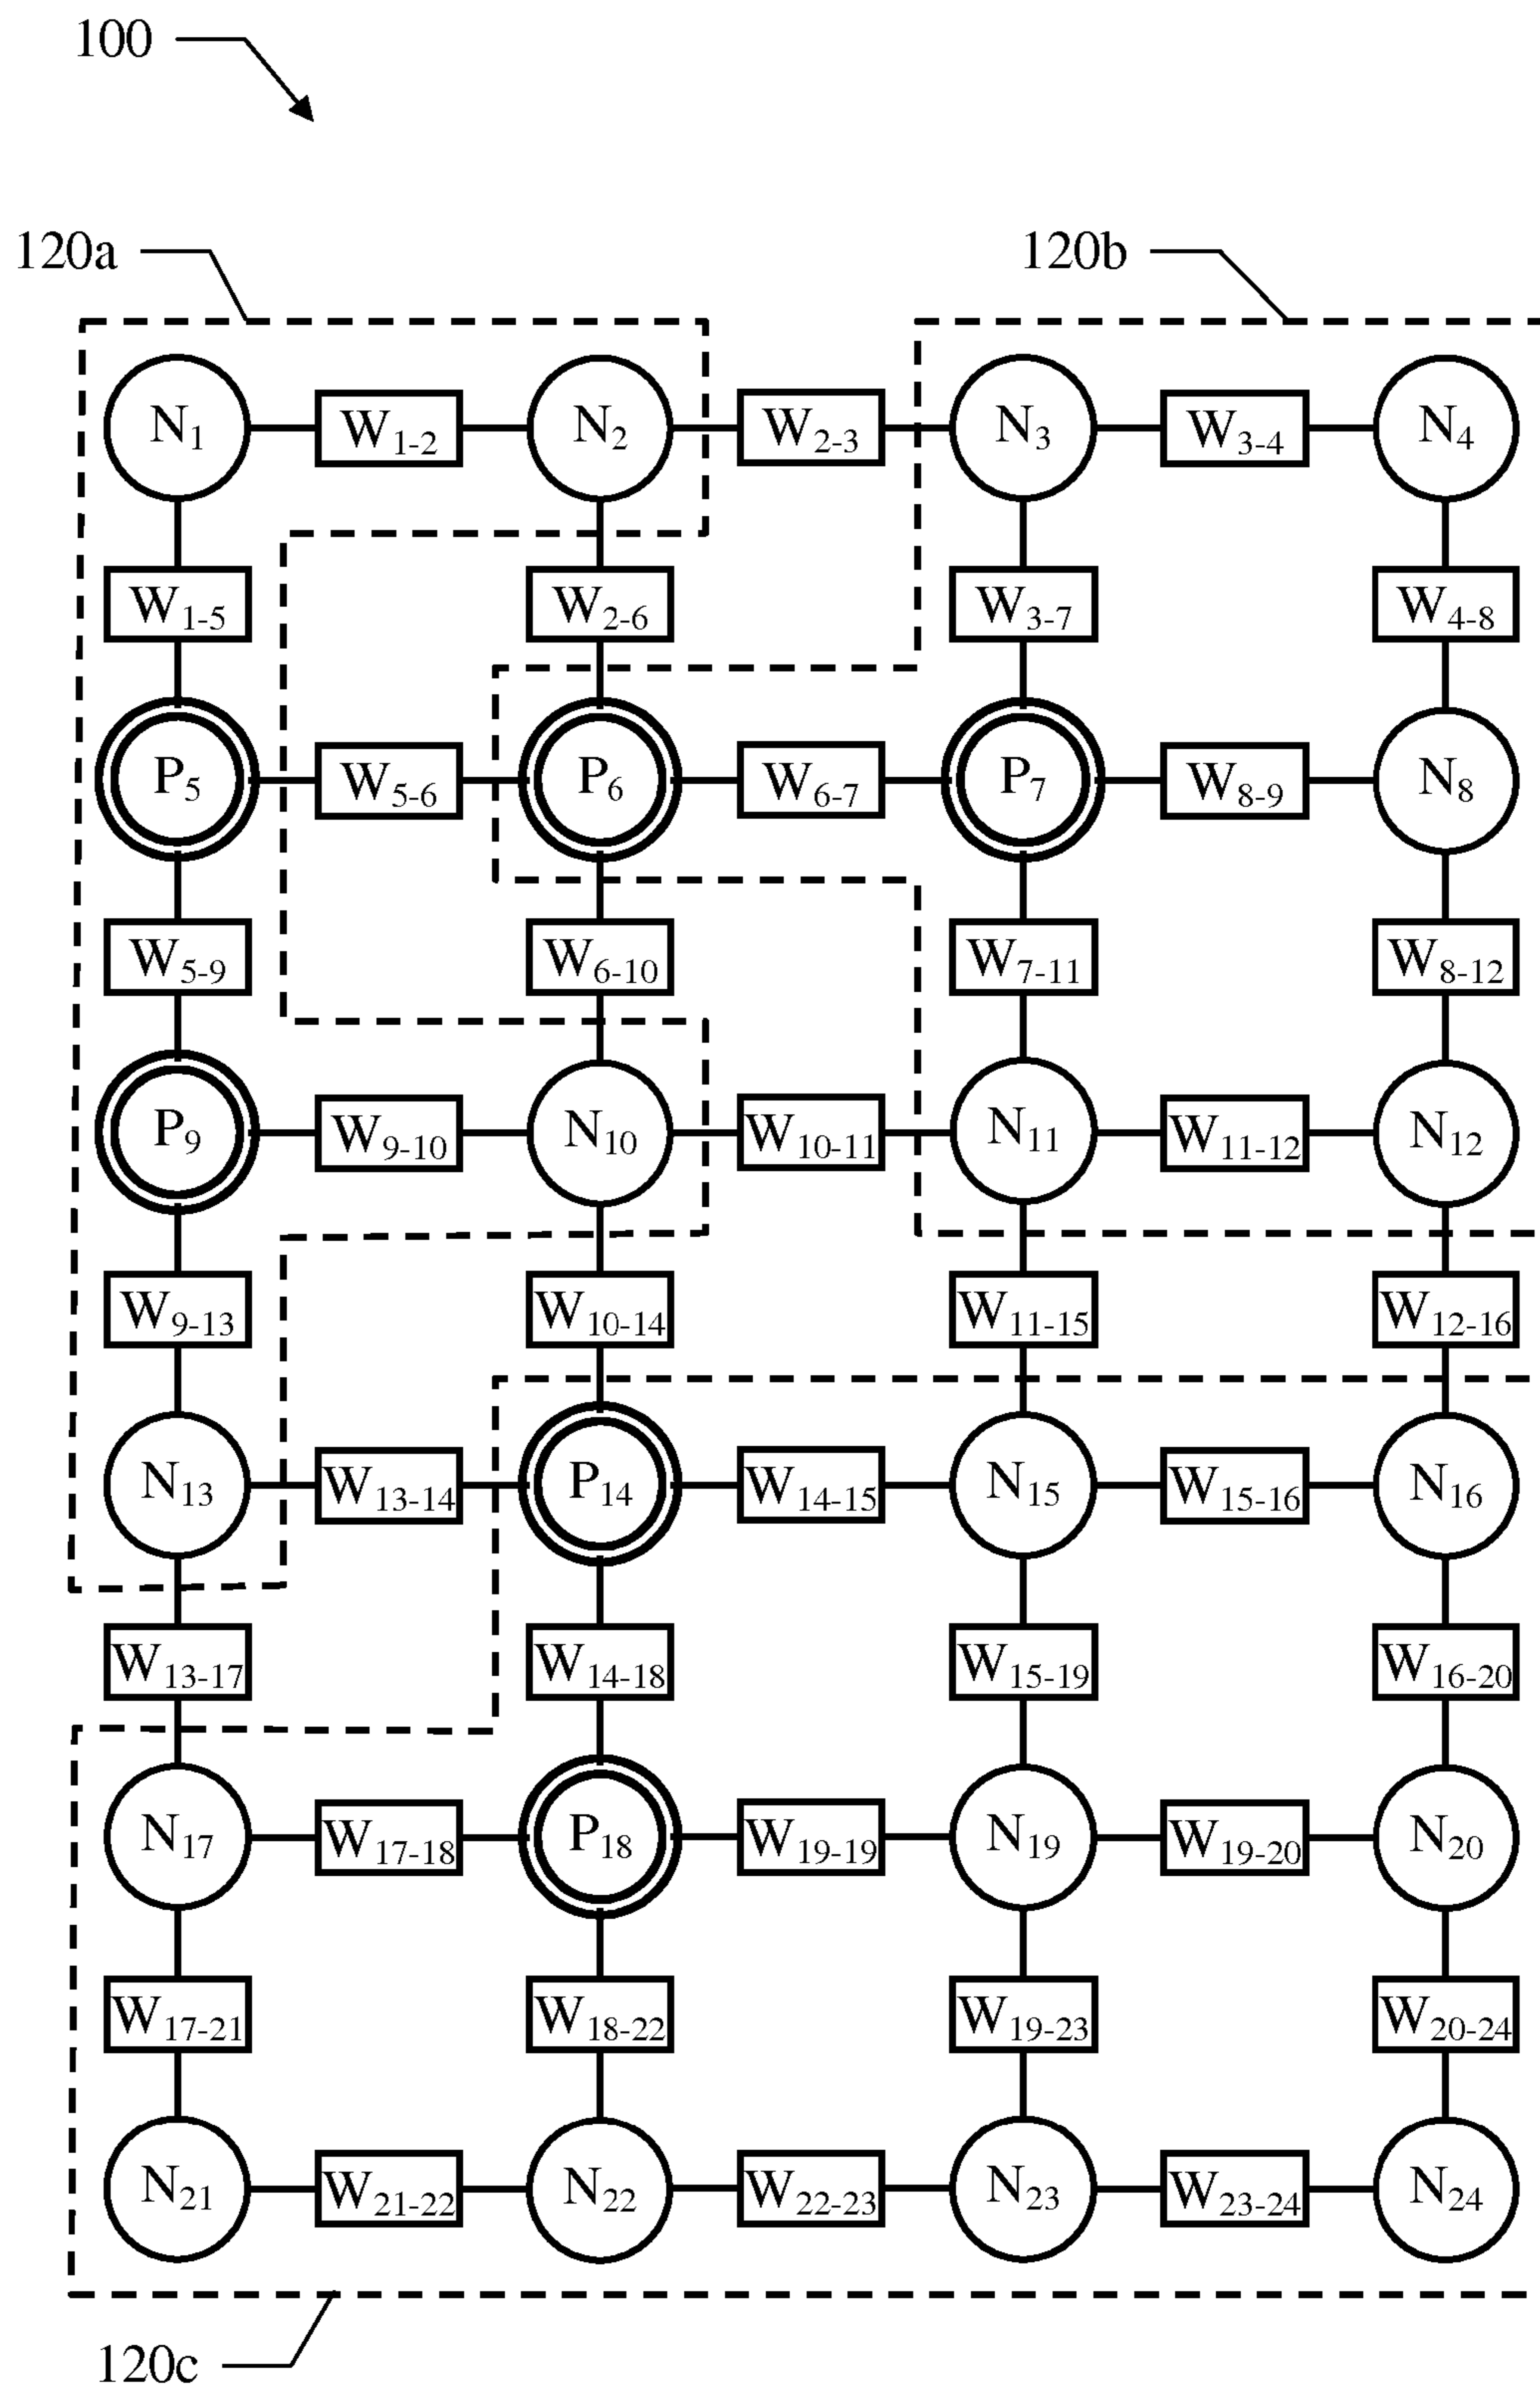 100
120a 120b
N1 W1-2 N2 W2-3 N3 W3-4 N4
W1-5 W2-6 W3-7 W4-8
P5 W5-6 P6 W6-7 P7 W8-9 N8
W5-9 W6-10 W7-11 W8-12
P9 W9-10 N10 W10-11 N11 W11-12 N12
W9-13 W10-14 W11-15 W12-16
N13 W13-14 P14 W14-15 N15 W15-16 N16
W13-17 W14-18 W15-19 W16-20
N17 W17-18 P18 W19-19 N19 W19-20 N20
W17-21 W18-22 W19-23 W20-24
N21 W21-22 N22 W22-23 N23 W23-24 N24
120c